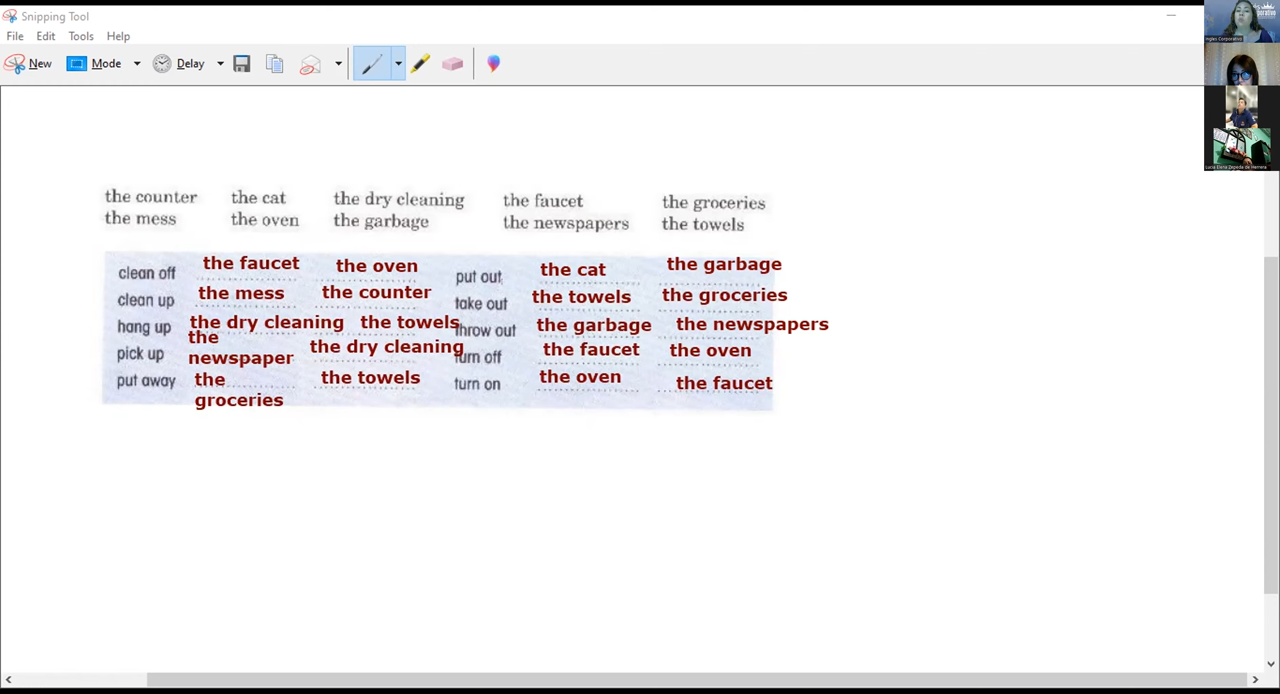 Snipping Tool
File Edit Tools Help
New Mode Delay
the counter the cat the dry cleaning the faucet the groceries
the mess the oven the garbage the newspapers the towels
clean off the faucet the oven put out the cat the garbage
clean up the mess the counter take out the towels the groceries
hang up the dry cleaning the towels throw out the garbage the newspapers
pick up the newspaper the dry cleaning turn off the faucet the oven
put away the groceries the towels turn on the oven the faucet
Ingles Corporativo